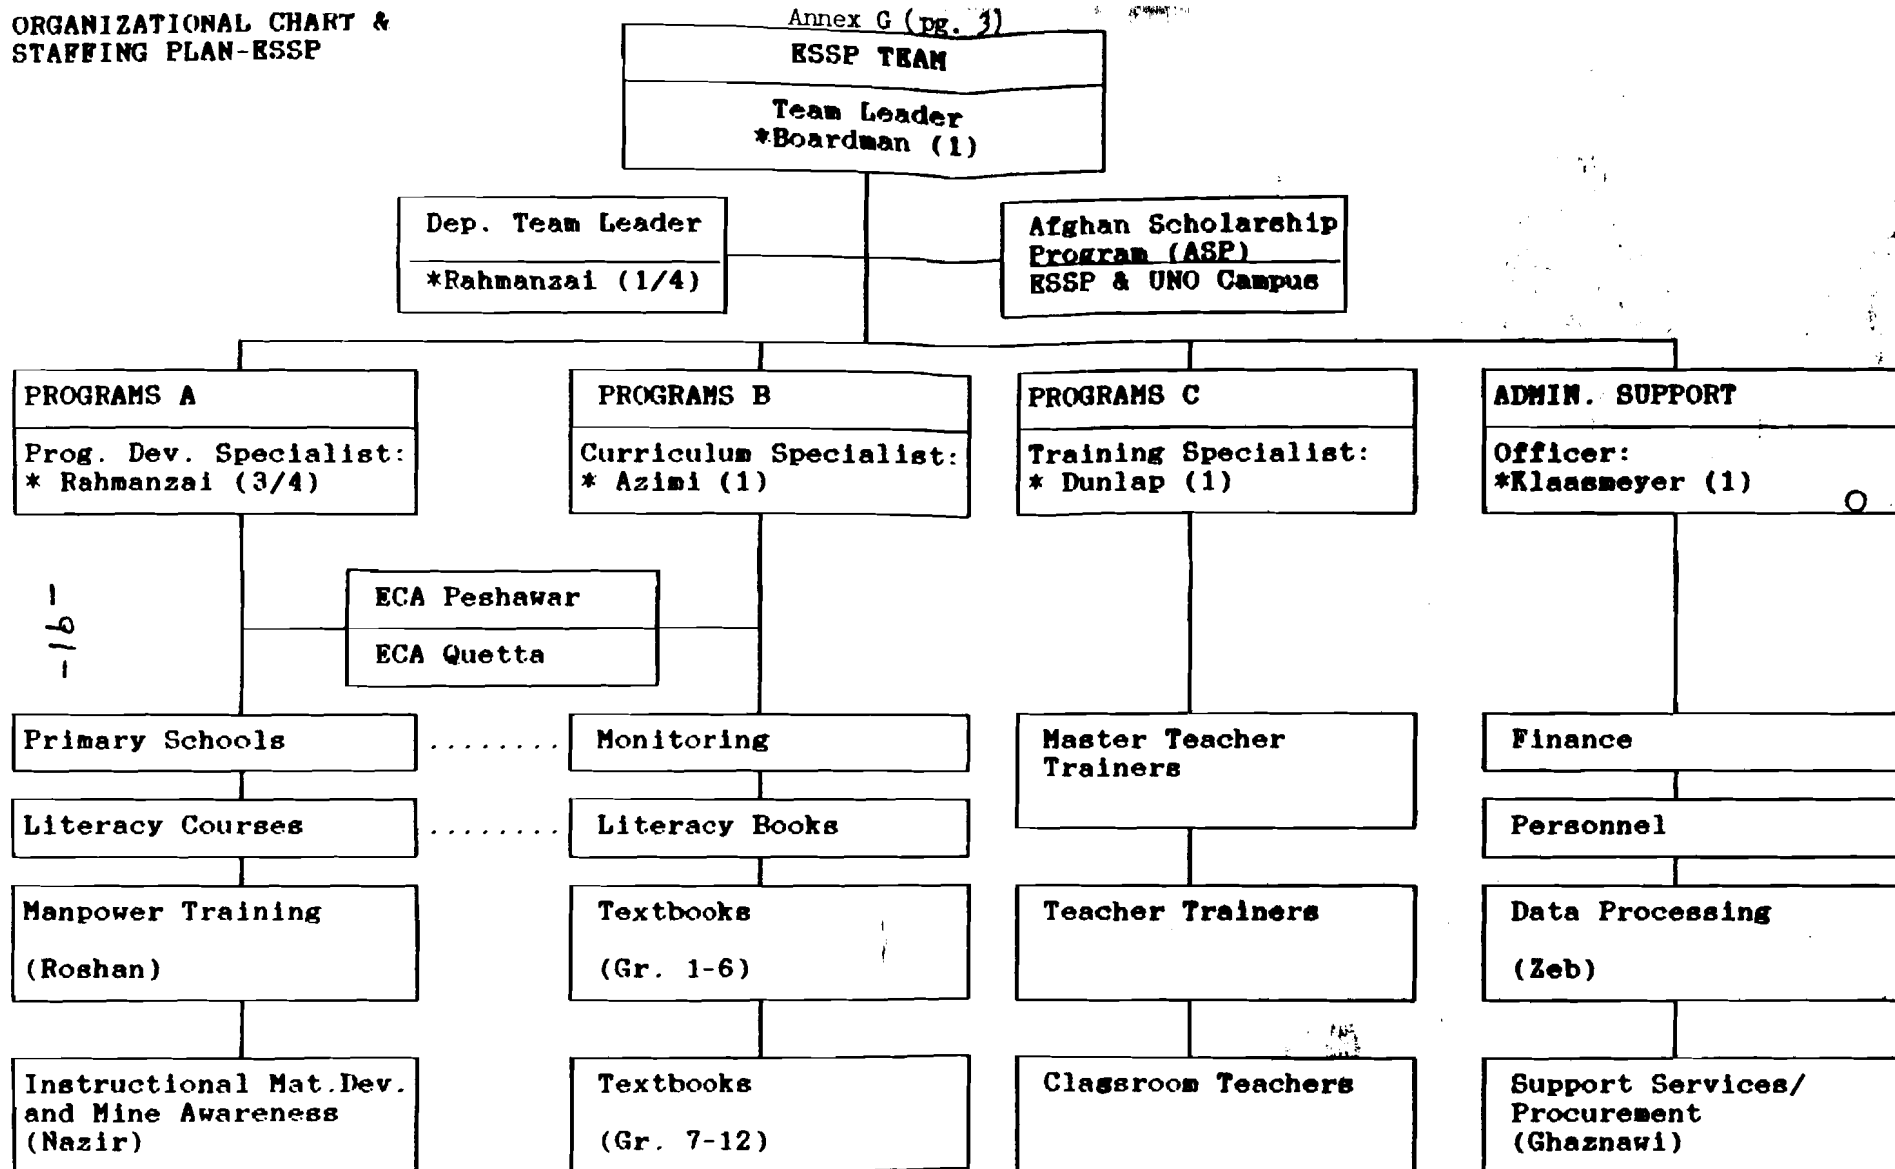 ORGANIZATIONAL CHART &
STAFFING PLAN-ESSP
Annex G (pg. 3)
ESSP TEAM
Team Leader
*Boardman (1)
Dep. Team Leader
*Rahmanzai (1/4)
Afghan Scholarship
Program (ASP)
ESSP & UNO Campus
PROGRAMS A
Prog. Dev. Specialist:
* Rahmanzai (3/4)
PROGRAMS B
Curriculum Specialist:
* Azimi (1)
PROGRAMS C
Training Specialist:
* Dunlap (1)
ADMIN. SUPPORT
Officer:
*Klaasmeyer (1)
ECA Peshawar
ECA Quetta
-16-
Primary Schools ........ Monitoring
Literacy Courses ........ Literacy Books
Manpower Training
(Roshan)
Instructional Mat.Dev.
and Mine Awareness
(Nazir)
Textbooks
(Gr. 1-6)
Textbooks
(Gr. 7-12)
Master Teacher
Trainers
Teacher Trainers
Classroom Teachers
Finance
Personnel
Data Processing
(Zeb)
Support Services/
Procurement
(Ghaznawi)